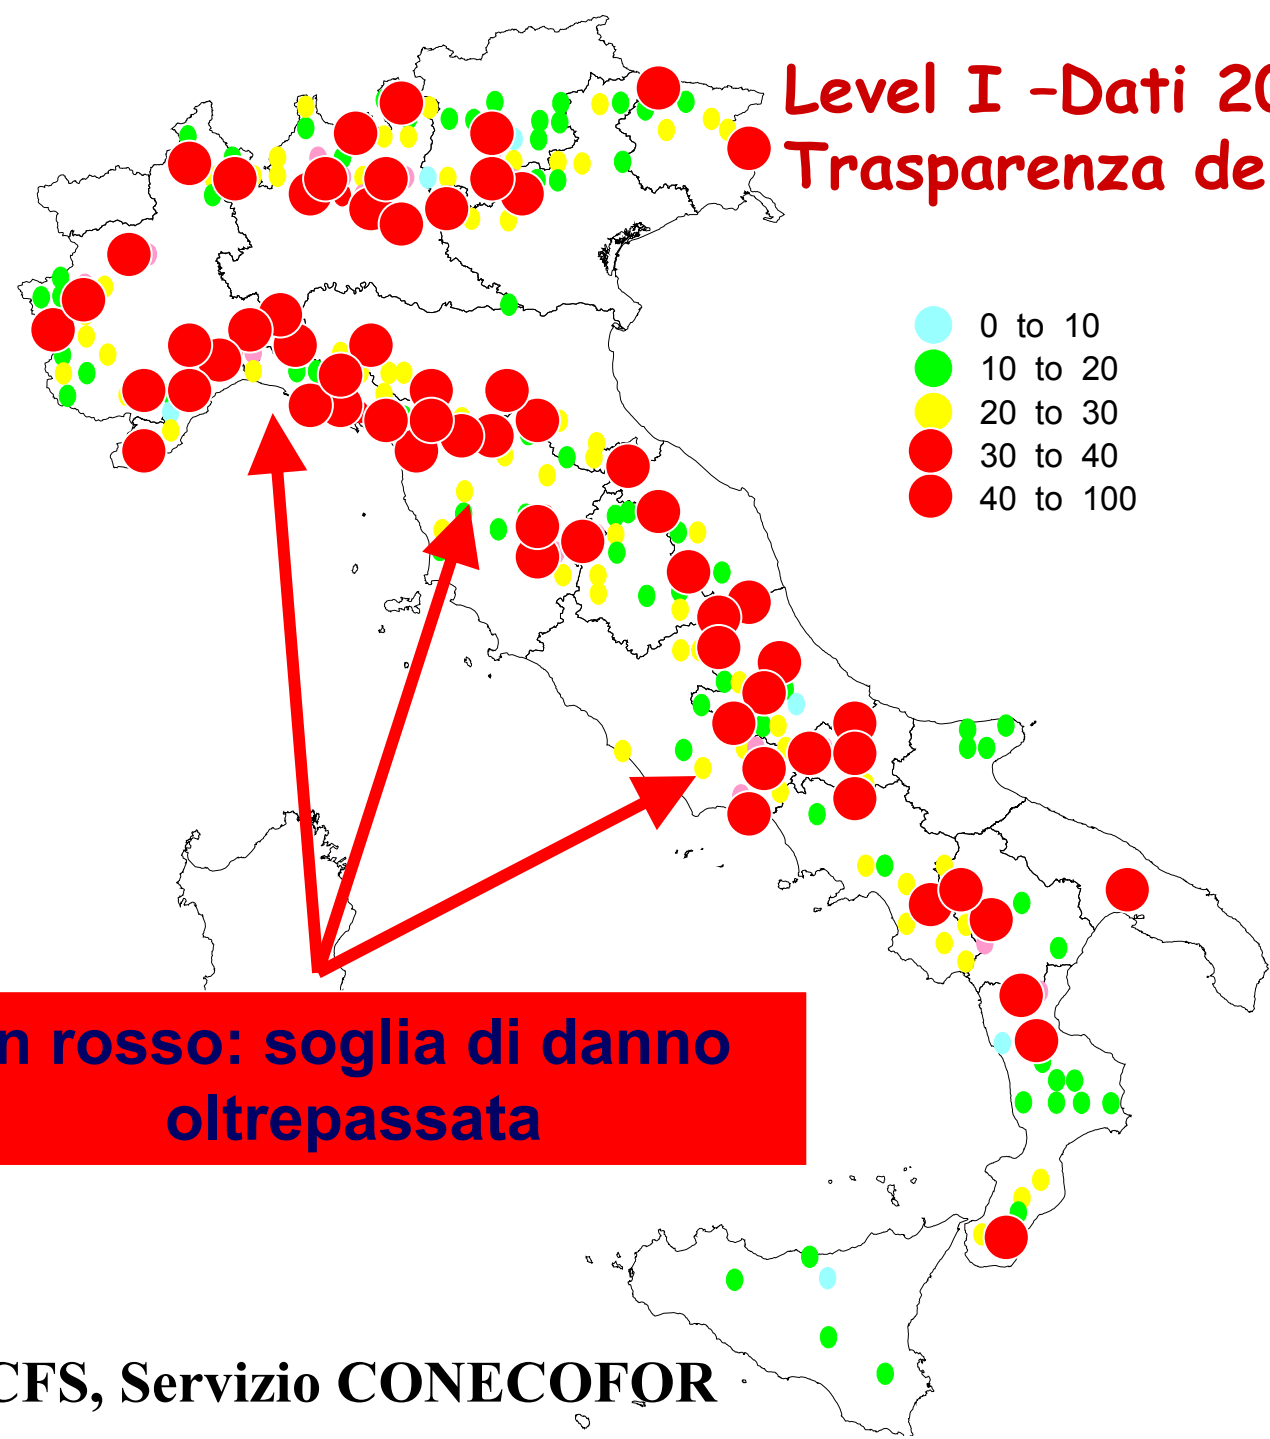 Level I –Dati 20
Trasparenza de
0 to 10
10 to 20
20 to 30
30 to 40
40 to 100
n rosso: soglia di danno
oltrepassata
CFS, Servizio CONECOFOR